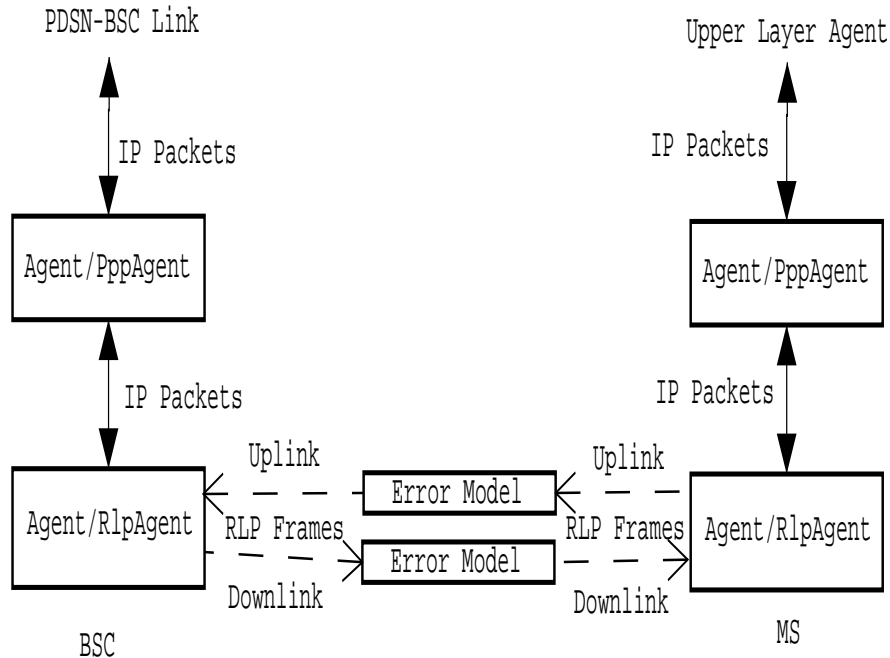 PDSN-BSC Link
Upper Layer Agent
IP Packets
IP Packets
Agent/PppAgent
Agent/PppAgent
IP Packets
IP Packets
Uplink
Uplink
Error Model
Agent/RlpAgent
RLP Frames
RLP Frames
Agent/RlpAgent
Error Model
Downlink
Downlink
BSC
MS